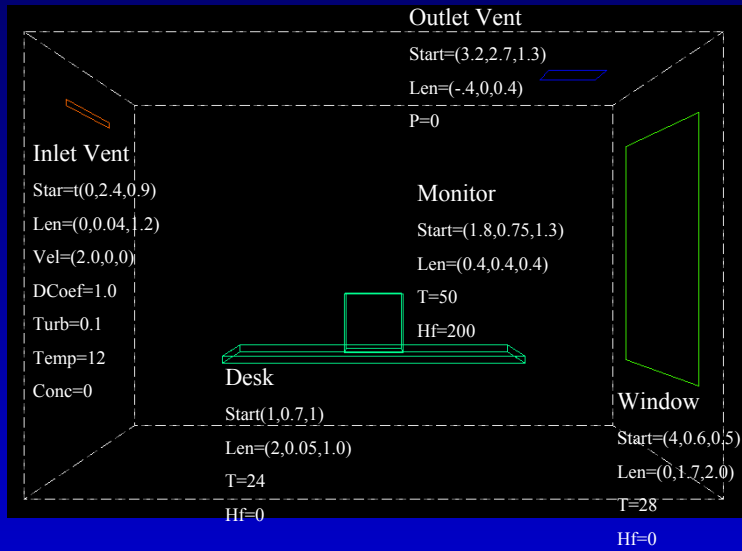 Outlet Vent
Start=(3.2,2.7,1.3)
Len=(-.4,0,0.4)
P=0
Inlet Vent
Star=t(0,2.4,0.9)
Len=(0,0.04,1.2)
Vel=(2.0,0,0)
DCoef=1.0
Turb=0.1
Temp=12
Conc=0
Monitor
Start=(1.8,0.75,1.3)
Len=(0.4,0.4,0.4)
T=50
Hf=200
Desk
Start(1,0.7,1)
Len=(2,0.05,1.0)
T=24
Hf=0
Window
Start=(4,0.6,0.5)
Len=(0,1.7,2.0)
T=28
Hf=0